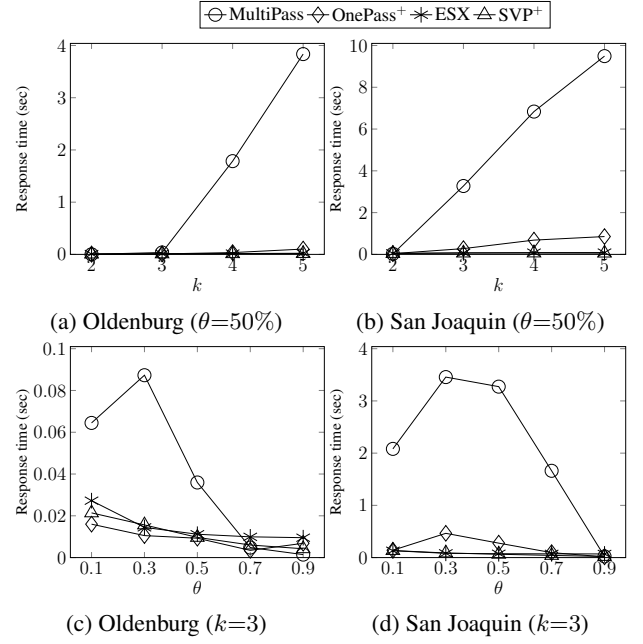 MultiPass OnePass+ ESX SVP+
4
2
0
2 3 4 5
Response time (sec)
k
(a) Oldenburg (θ=50%)
10
8
6
4
2
0
2 3 4 5
Response time (sec)
k
(b) San Joaquin (θ=50%)
0.1
0.08
0.06
0.04
0.02
0
0.1 0.3 0.5 0.7 0.9
Response time (sec)
θ
(c) Oldenburg (k=3)
4
3
2
1
0
0.1 0.3 0.5 0.7 0.9
Response time (sec)
θ
(d) San Joaquin (k=3)